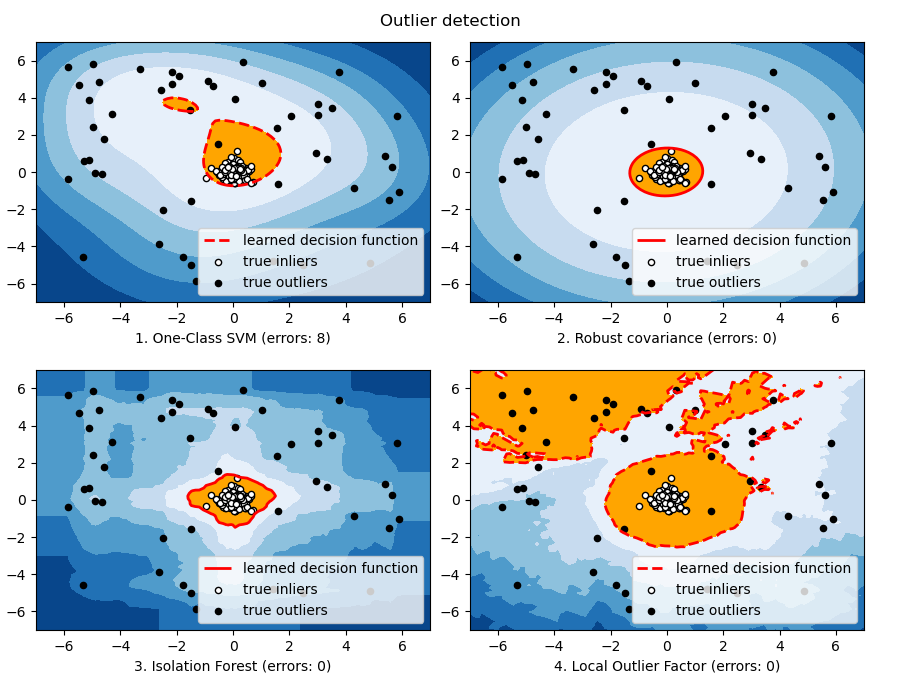 Outlier detection
6
4
2
0
−2
−4
−6
learned decision function
true inliers
true outliers
−6 −4 −2 0 2 4 6
1. One-Class SVM (errors: 8)
6
4
2
0
−2
−4
−6
learned decision function
true inliers
true outliers
−6 −4 −2 0 2 4 6
2. Robust covariance (errors: 0)
6
4
2
0
−2
−4
−6
learned decision function
true inliers
true outliers
−6 −4 −2 0 2 4 6
3. Isolation Forest (errors: 0)
6
4
2
0
−2
−4
−6
learned decision function
true inliers
true outliers
−6 −4 −2 0 2 4 6
4. Local Outlier Factor (errors: 0)